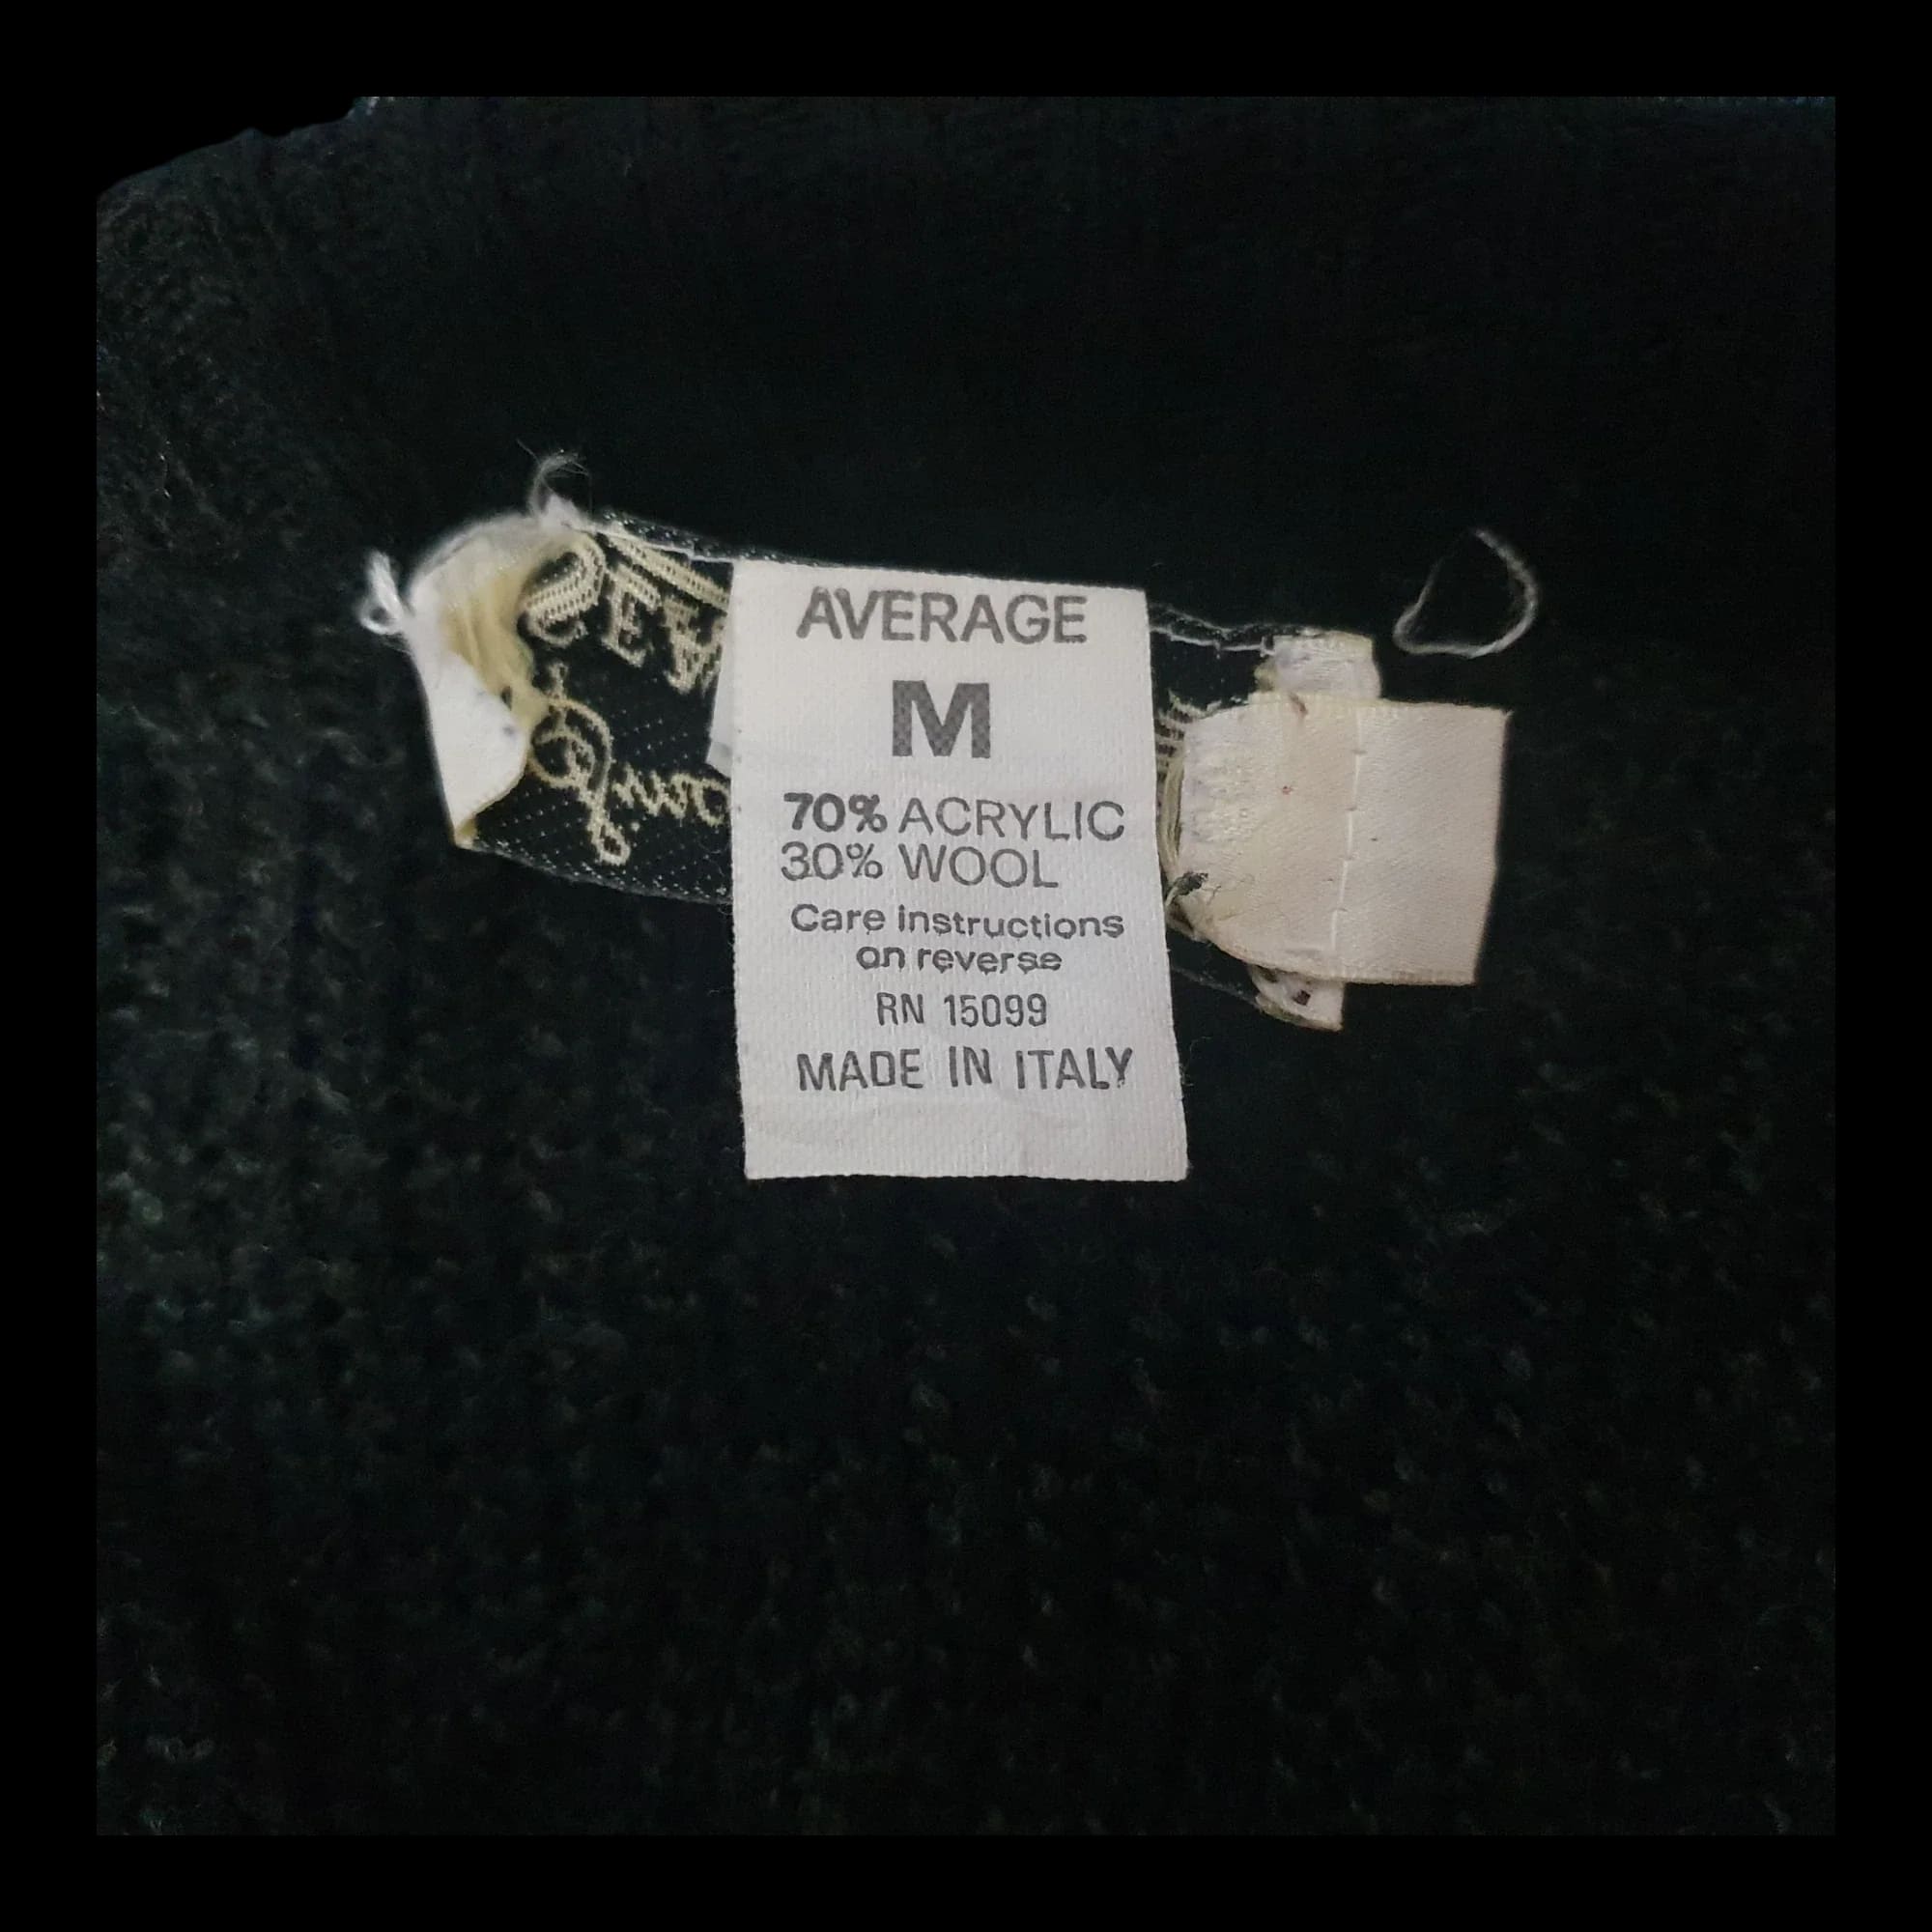 AVERAGE
M
70% ACRYLIC
30% WOOL
Care instructions
on reverse
RN 15099
MADE IN ITALY